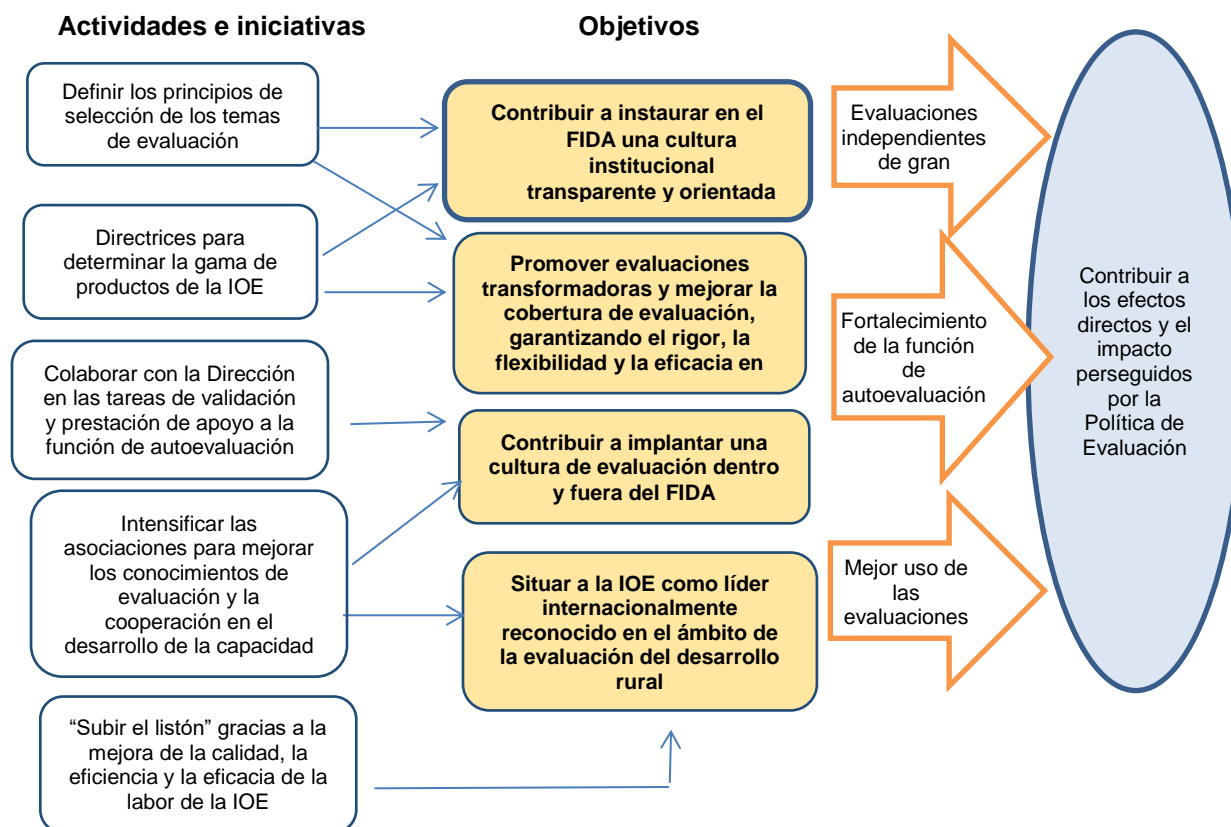 Actividades e iniciativas
Objetivos
Definir los principios de
selección de los temas
de evaluación
Directrices para
determinar la gama de
productos de la IOE
Colaborar con la Dirección
en las tareas de validación
y prestación de apoyo a la
función de autoevaluación
Intensificar las
asociaciones para mejorar
los conocimientos de
evaluación y la
cooperación en el
desarrollo de la capacidad
“Subir el listón” gracias a la
mejora de la calidad, la
eficiencia y la eficacia de la
labor de la IOE
Contribuir a instaurar en el
FIDA una cultura
institucional
transparente y orientada
Promover evaluaciones
transformadoras y mejorar la
cobertura de evaluación,
garantizando el rigor, la
flexibilidad y la eficacia en
Contribuir a implantar una
cultura de evaluación dentro
y fuera del FIDA
Situar a la IOE como líder
internacionalmente
reconocido en el ámbito de
la evaluación del desarrollo
rural
Evaluaciones
independientes
de gran
Fortalecimiento
de la función
de
autoevaluación
Mejor uso de
las
evaluaciones
Contribuir a
los efectos
directos y el
impacto
perseguidos
por la
Política de
Evaluación